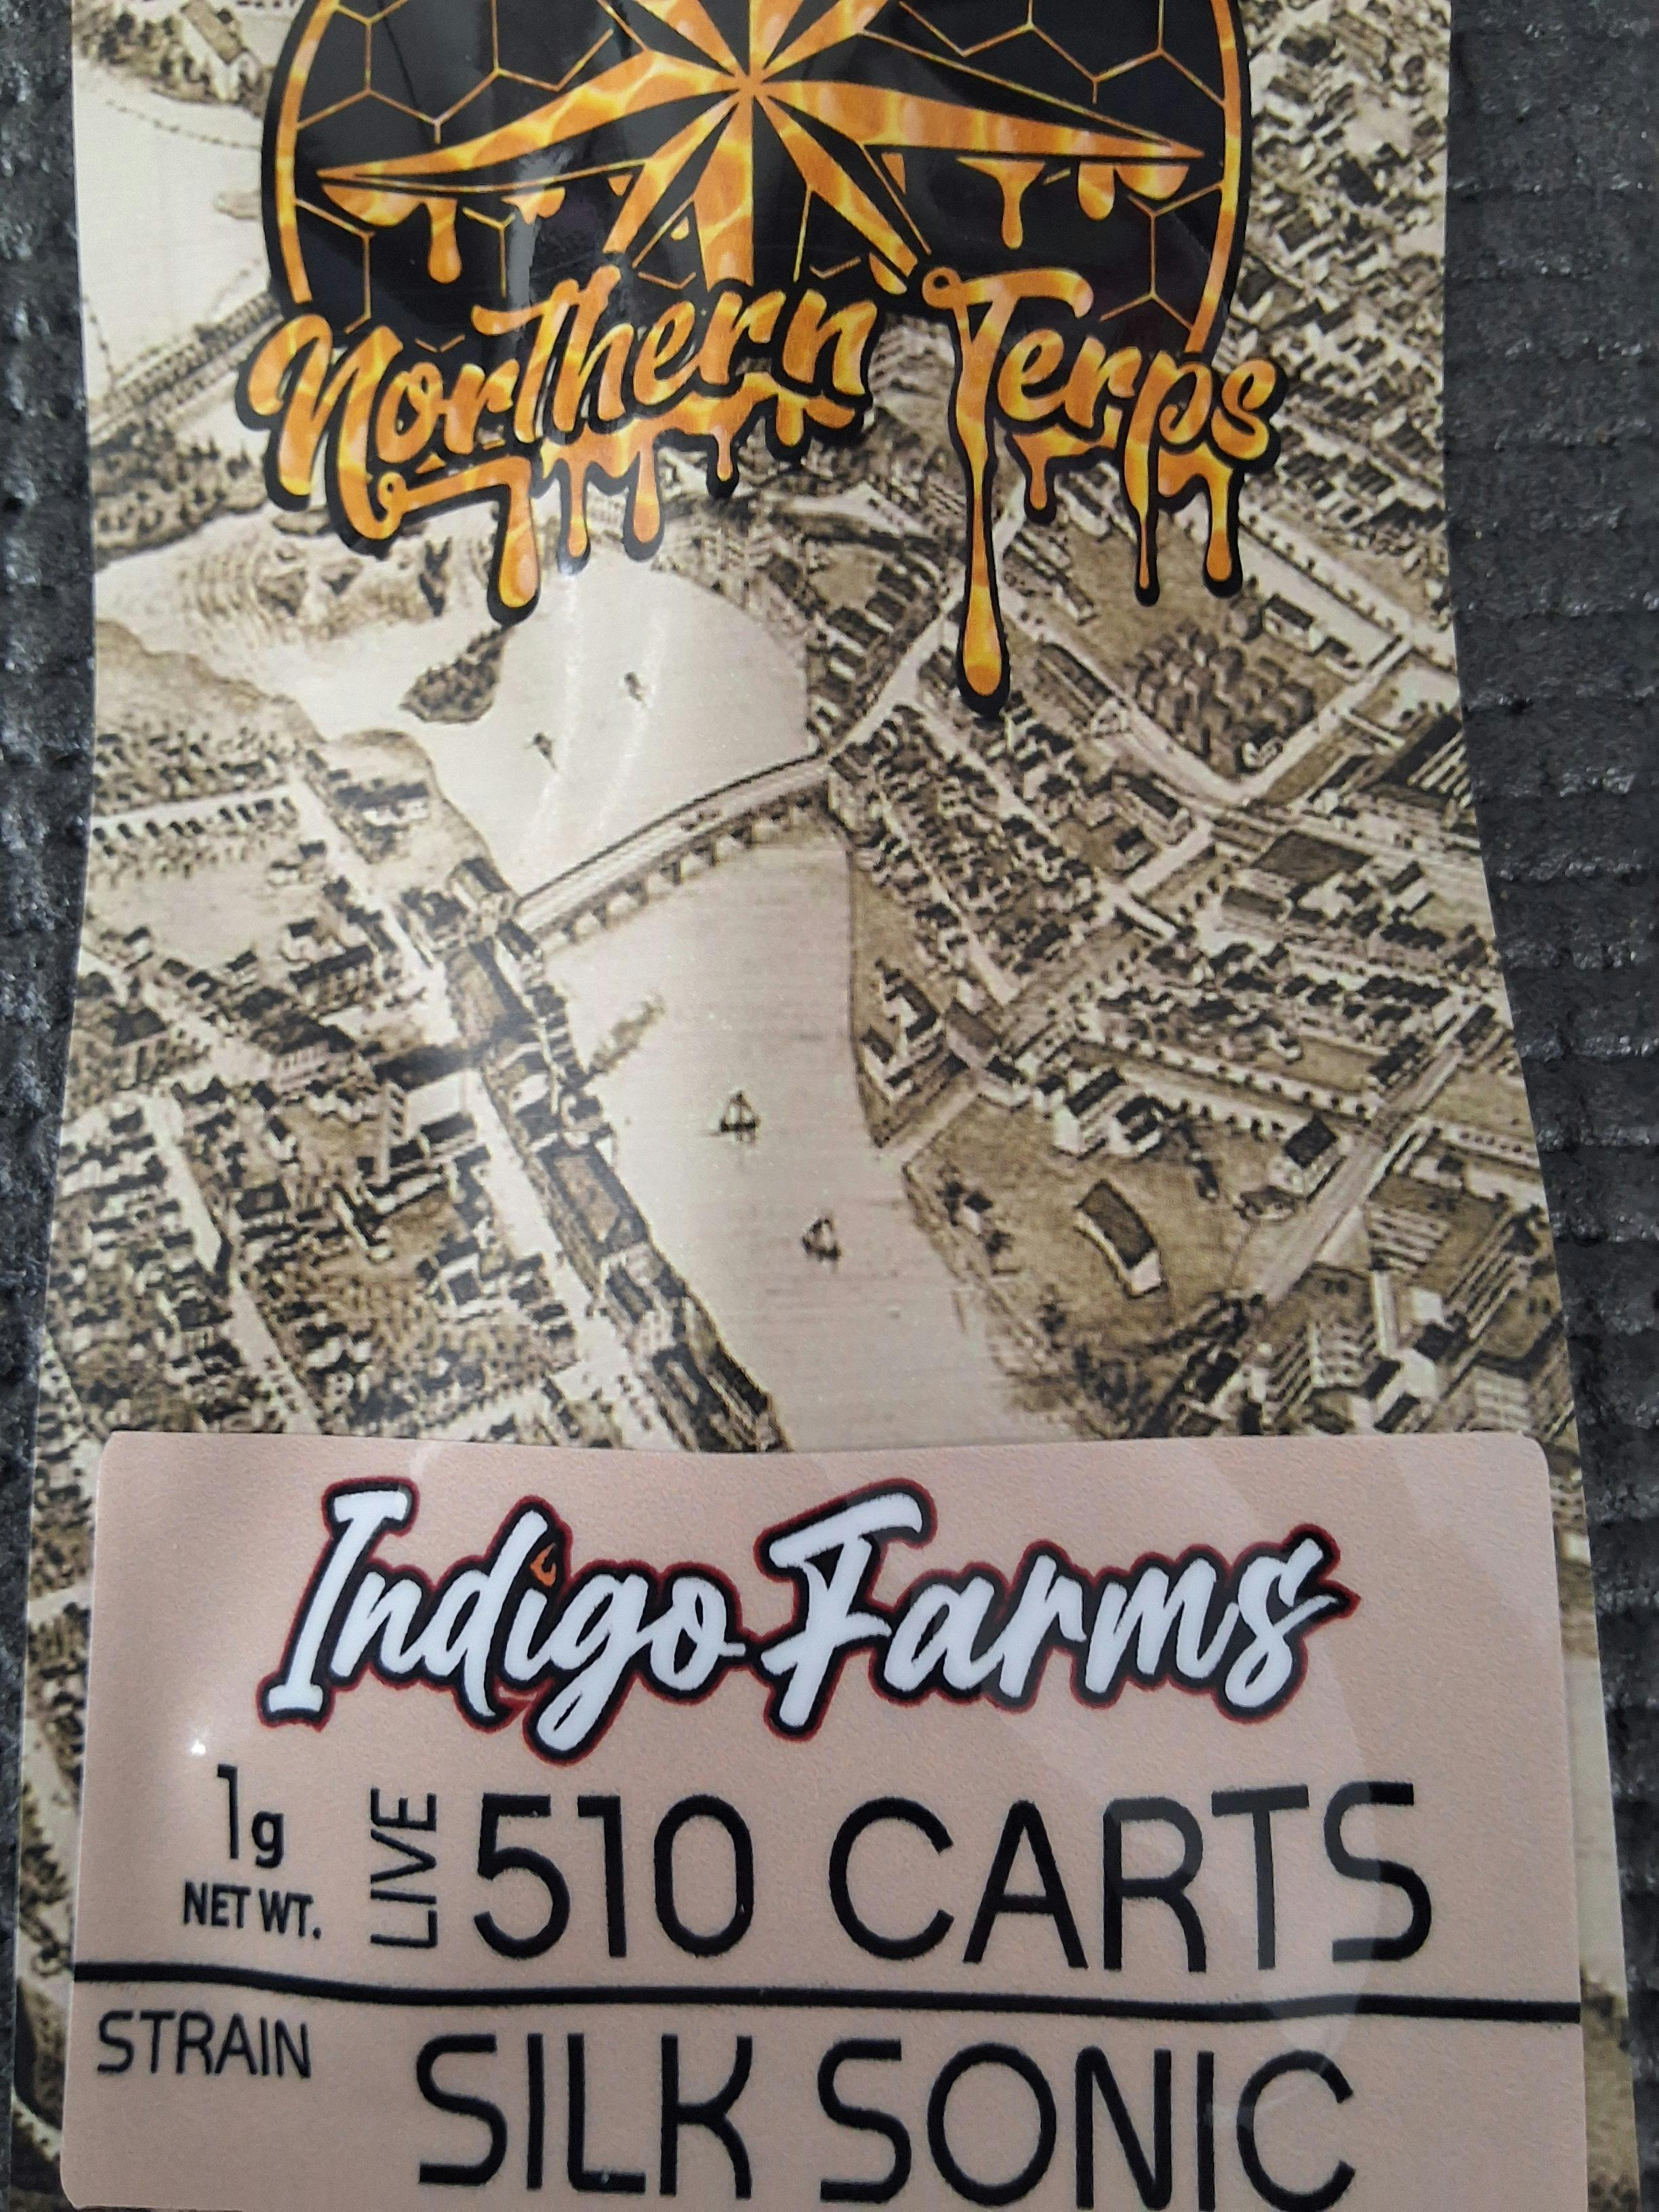 Northern Terps
Indigo Farms
1g
NET WT.
LIVE
510 CARTS
STRAIN
SILK SONIC